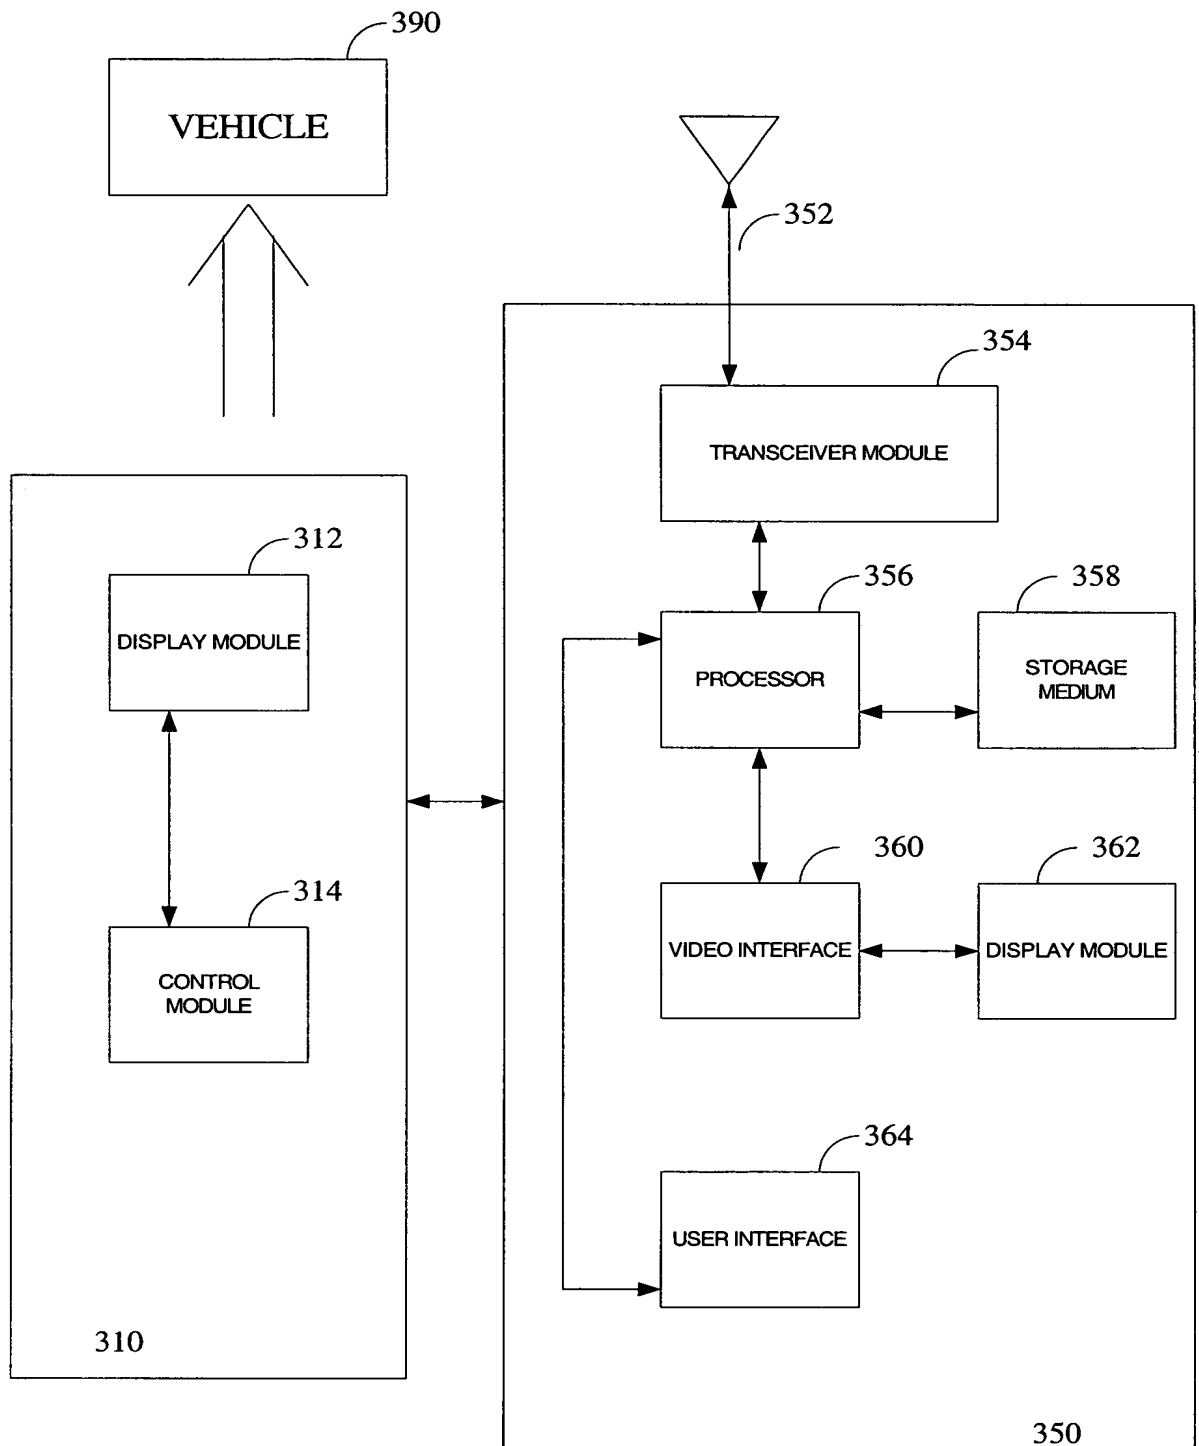 390
VEHICLE
352
354
TRANSCEIVER MODULE
312
DISPLAY MODULE
356
PROCESSOR
358
STORAGE
MEDIUM
314
CONTROL
MODULE
360
VIDEO INTERFACE
362
DISPLAY MODULE
364
USER INTERFACE
310
350